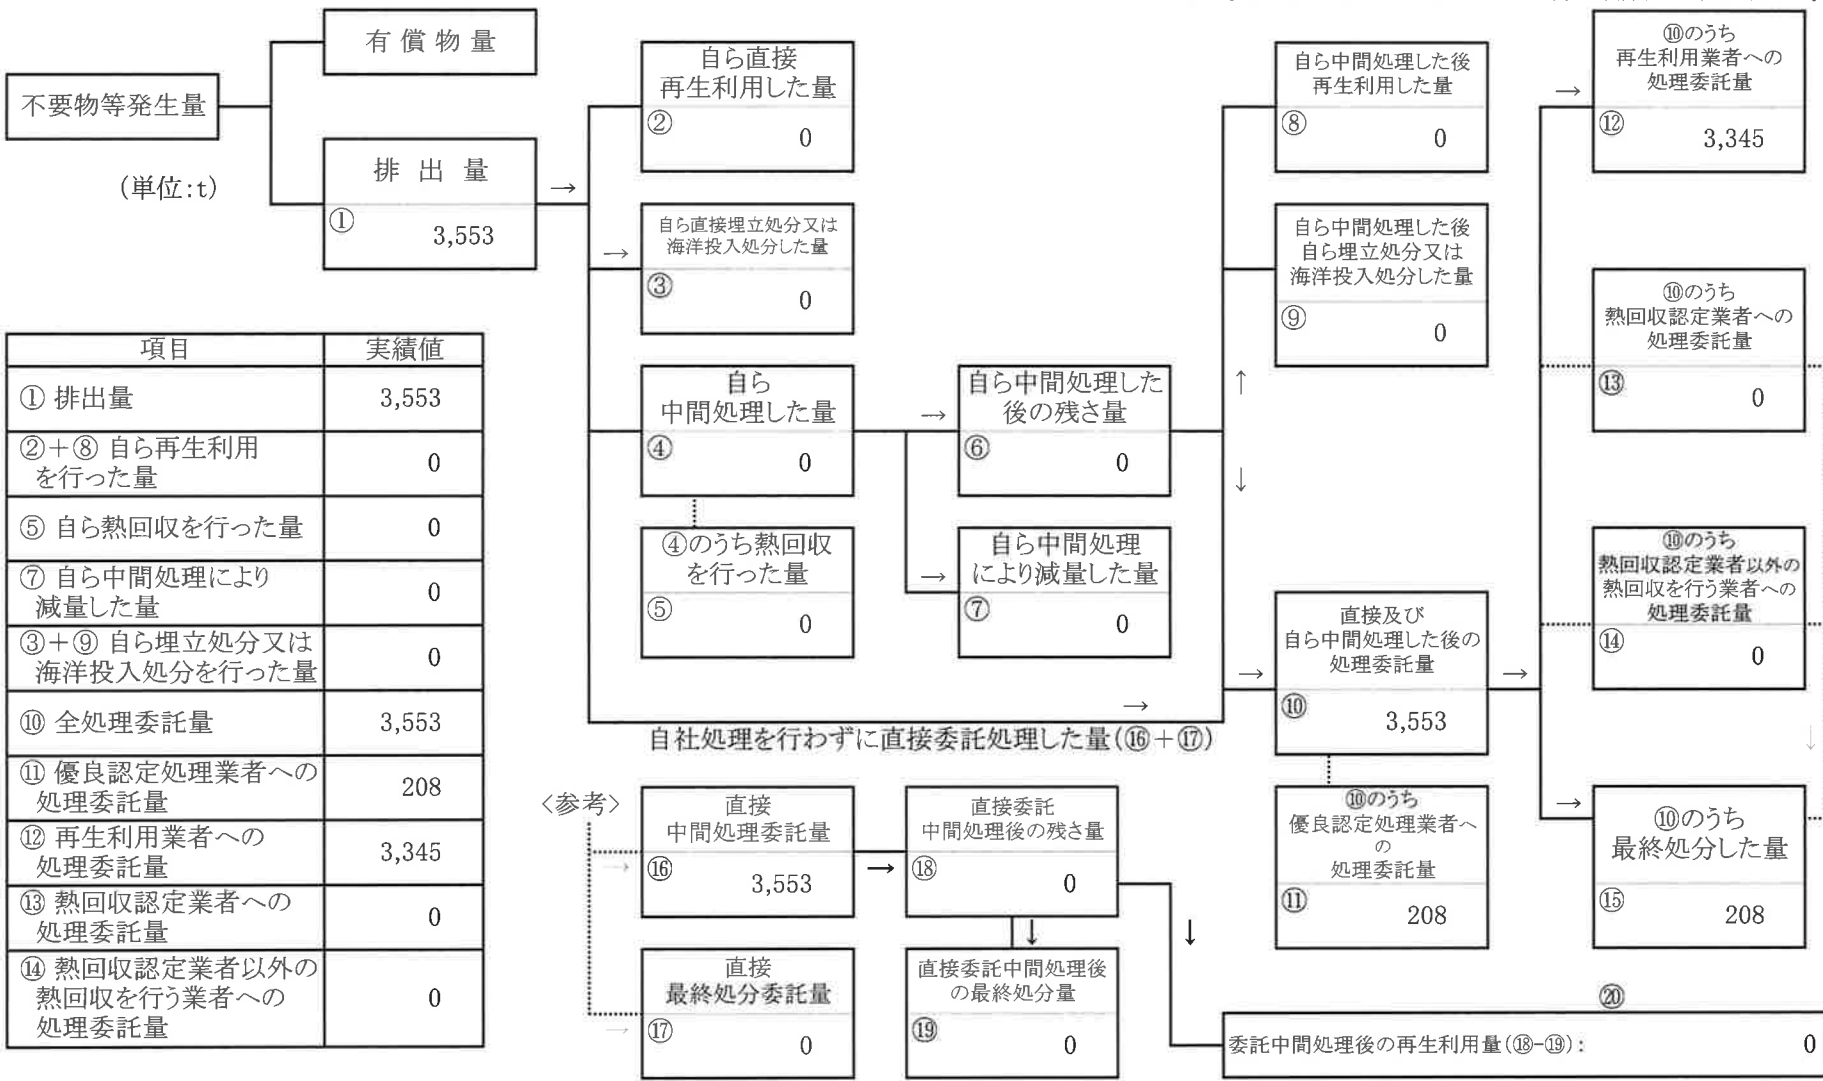 有償物量
不要物等発生量
(単位:t)
排出量
①
3,553
→
自ら直接
再生利用した量
②
0
→
自ら直接埋立処分又は
海洋投入処分した量
③
0
自ら
中間処理した量
④
0
④のうち熱回収
を行った量
⑤
0
→
自ら中間処理した
後の残さ量
⑥
0
→
自ら中間処理
により減量した量
⑦
0
自ら中間処理した後
再生利用した量
⑧
0
自ら中間処理した後
自ら埋立処分又は
海洋投入処分した量
⑨
0
↑
↓
→
直接及び
自ら中間処理した後の
処理委託量
⑩
3,553
→
⑩のうち
優良認定処理業者へ
の
処理委託量
⑪
208
→
⑩のうち
再生利用業者への
処理委託量
⑫
3,345
⑩のうち
熱回収認定業者への
処理委託量
⑬
0
⑩のうち
熱回収認定業者以外の
熱回収を行う業者への
処理委託量
⑭
0
↓
→
⑩のうち
最終処分した量
⑮
208
→
自社処理を行わずに直接委託処理した量(⑯+⑰)
項目 実績値
① 排出量 3,553
②+⑧ 自ら再生利用
を行った量 0
⑤ 自ら熱回収を行った量 0
⑦ 自ら中間処理により
減量した量 0
③+⑨ 自ら埋立処分又は
海洋投入処分を行った量 0
⑩ 全処理委託量 3,553
⑪ 優良認定処理業者への
処理委託量 208
⑫ 再生利用業者への
処理委託量 3,345
⑬ 熱回収認定業者への
処理委託量 0
⑭ 熱回収認定業者以外の
熱回収を行う業者への
処理委託量 0
〈参考〉
→
直接
中間処理委託量
⑯
3,553
→
直接委託
中間処理後の残さ量
⑱
0
↓
↓
→
直接
最終処分委託量
⑰
0
直接委託中間処理後
の最終処分量
⑲
0
⑳
委託中間処理後の再生利用量(⑱-⑲): 0